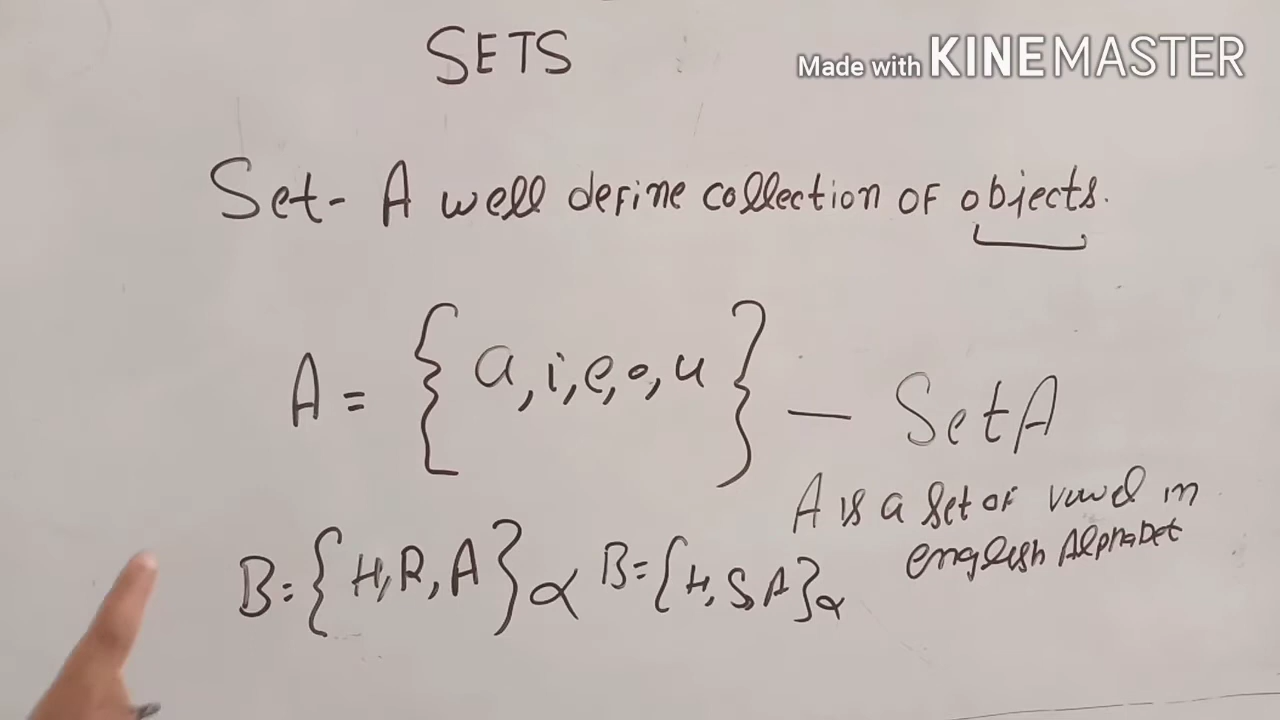 SETS
Made with KINEMASTER
Set - A well define collection of objects.
A = { a, i, e, o, u } — Set A
A is a set of vowel in
english Alphabet
B = { H, R, A } α B = { H, S, A } α